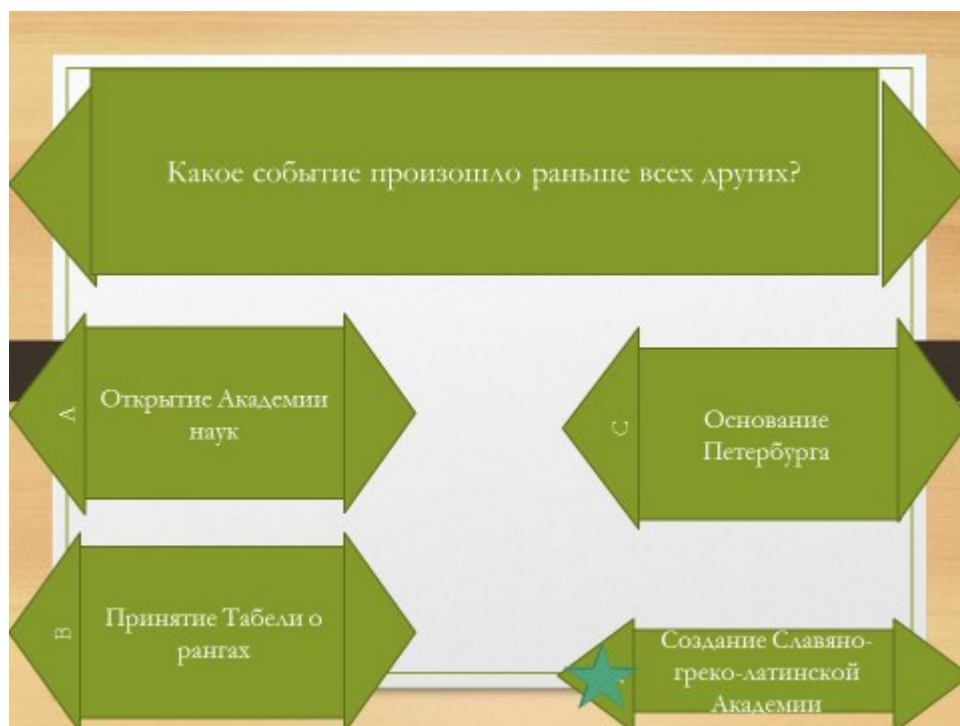 Какое событие произошло раньше всех других?
A
Открытие Академии
наук
C
Основание
Петербурга
B
Принятие Табели о
рангах
Создание Славяно-
греко-латинской
Академии